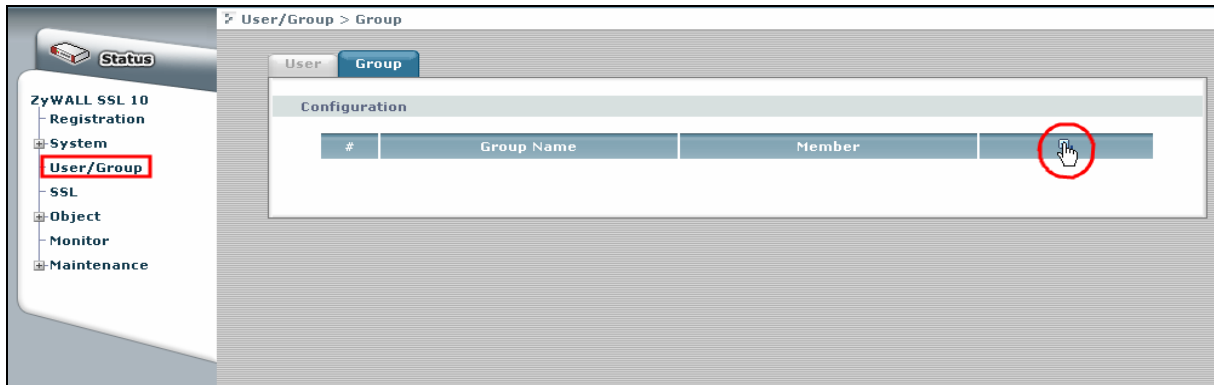 User/Group > Group
Status
User Group
ZyWALL SSL 10
Registration
System
User/Group
SSL
Object
Monitor
Maintenance
Configuration
# Group Name Member